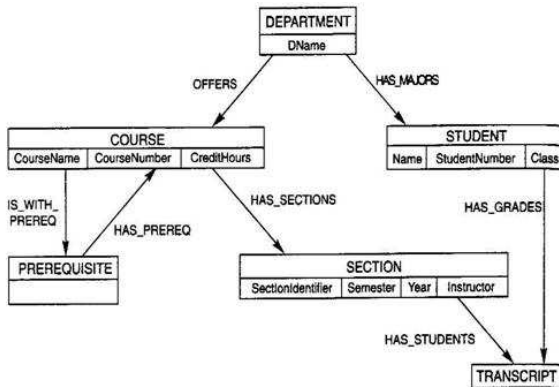 DEPARTMENT
DName
OFFERS
HAS_MAJORS
COURSE
CourseName CourseNumber CreditHours
STUDENT
Name StudentNumber Class
IS_WITH_
PREREQ
HAS_PREREQ
HAS_SECTIONS
HAS_GRADES
PREREQUISITE
SECTION
SectionIdentifier Semester Year Instructor
HAS_STUDENTS
TRANSCRIPT